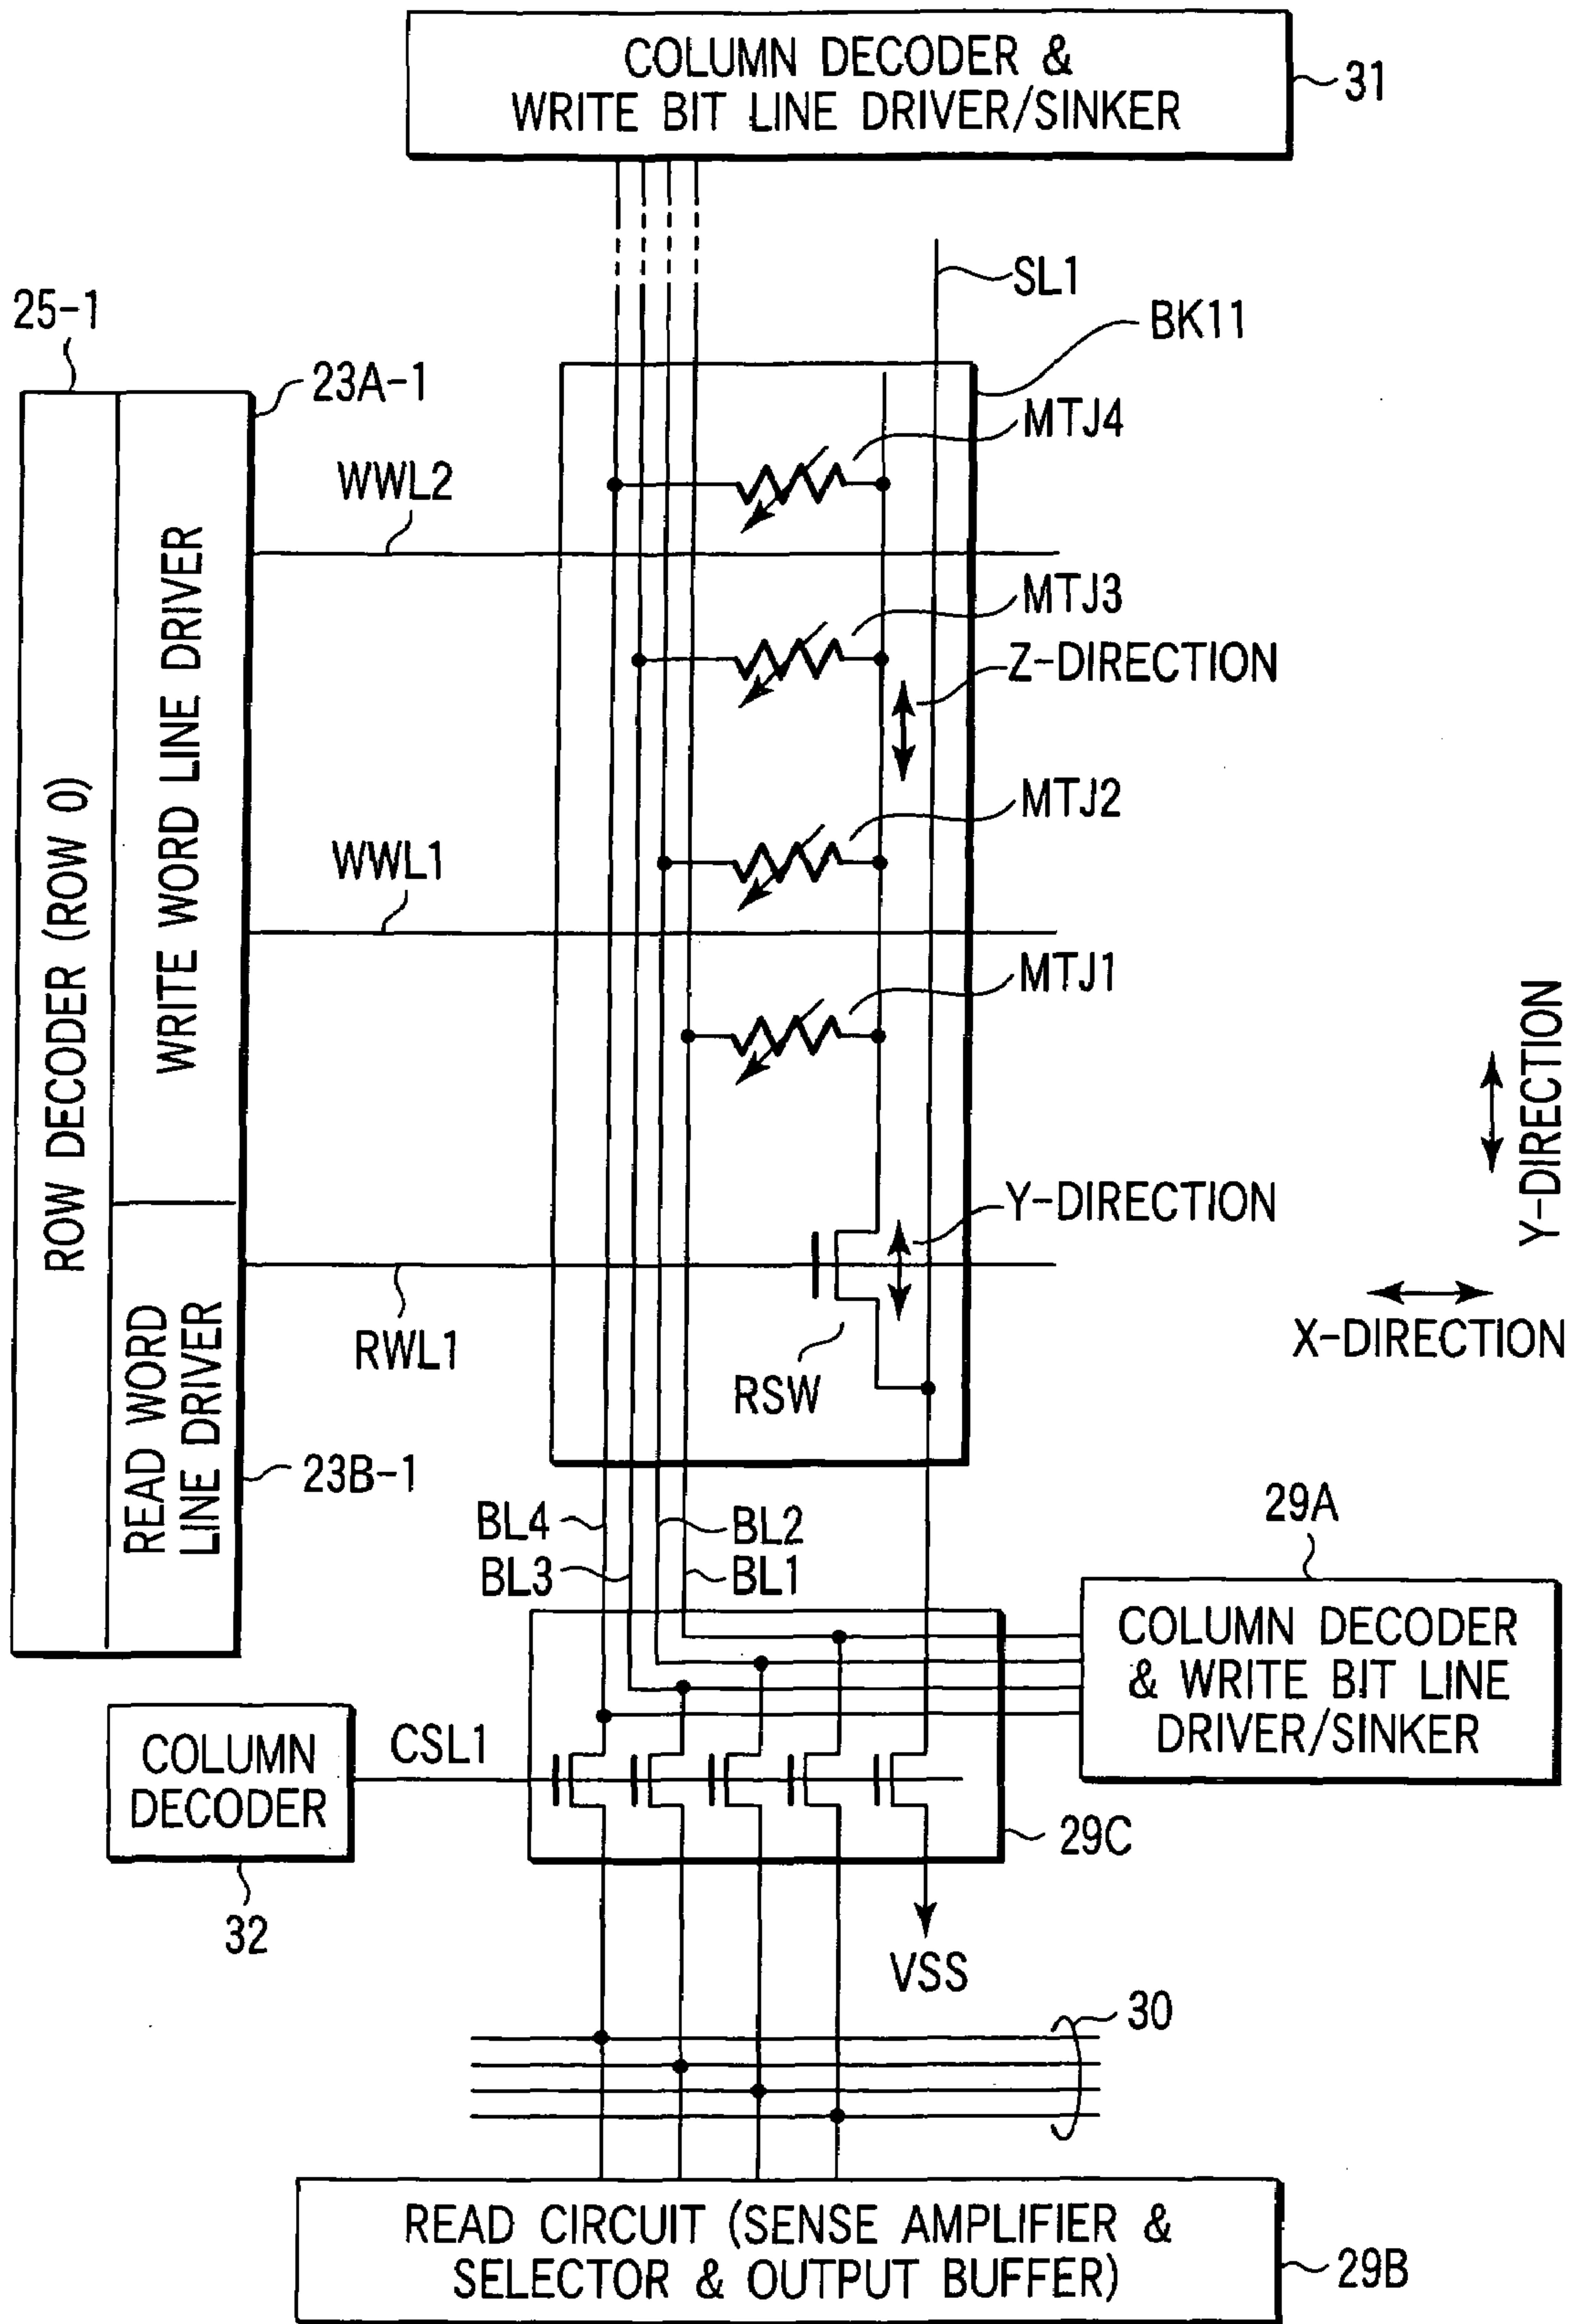 COLUMN DECODER &
WRITE BIT LINE DRIVER/SINKER
31
SL1
BK11
25-1
23A-1
MTJ4
WWL2
MTJ3
Z-DIRECTION
MTJ2
WWL1
MTJ1
ROW DECODER (ROW 0)
WRITE WORD LINE DRIVER
Y-DIRECTION
Y-DIRECTION
X-DIRECTION
RWL1
RSW
READ WORD
LINE DRIVER
23B-1
BL4
BL2
BL3
BL1
29A
COLUMN DECODER
& WRITE BIT LINE
DRIVER/SINKER
COLUMN
DECODER
CSL1
29C
32
VSS
30
READ CIRCUIT (SENSE AMPLIFIER &
SELECTOR & OUTPUT BUFFER)
29B